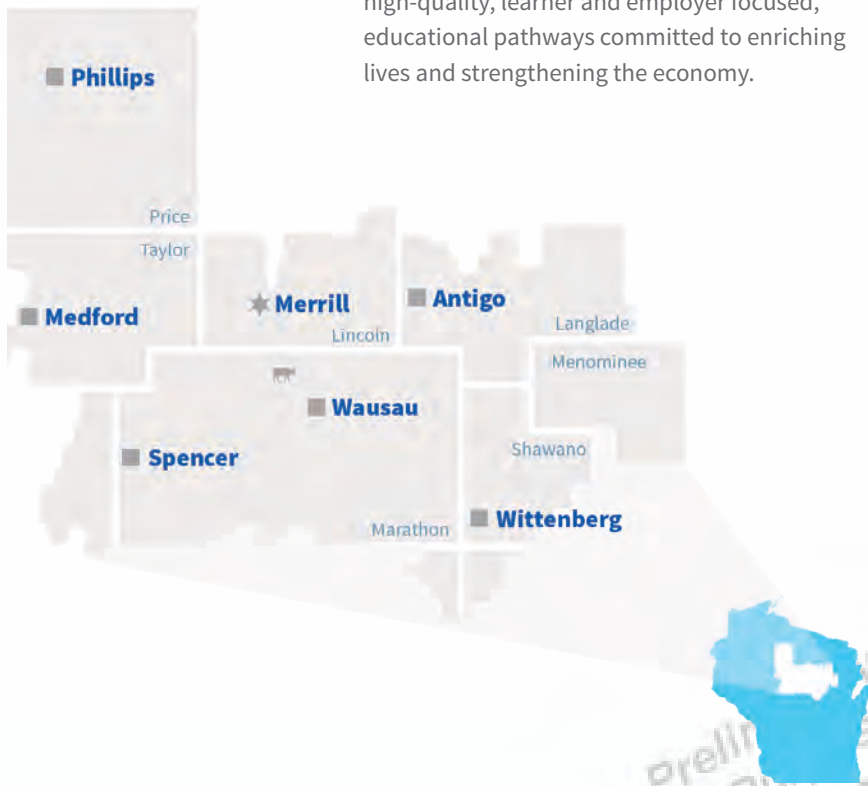 high-quality, learner and employer focused,
educational pathways committed to enriching
lives and strengthening the economy.
Phillips
Price
Taylor
Medford
Merrill
Antigo
Lincoln
Langlade
Menominee
Wausau
Spencer
Shawano
Marathon
Wittenberg